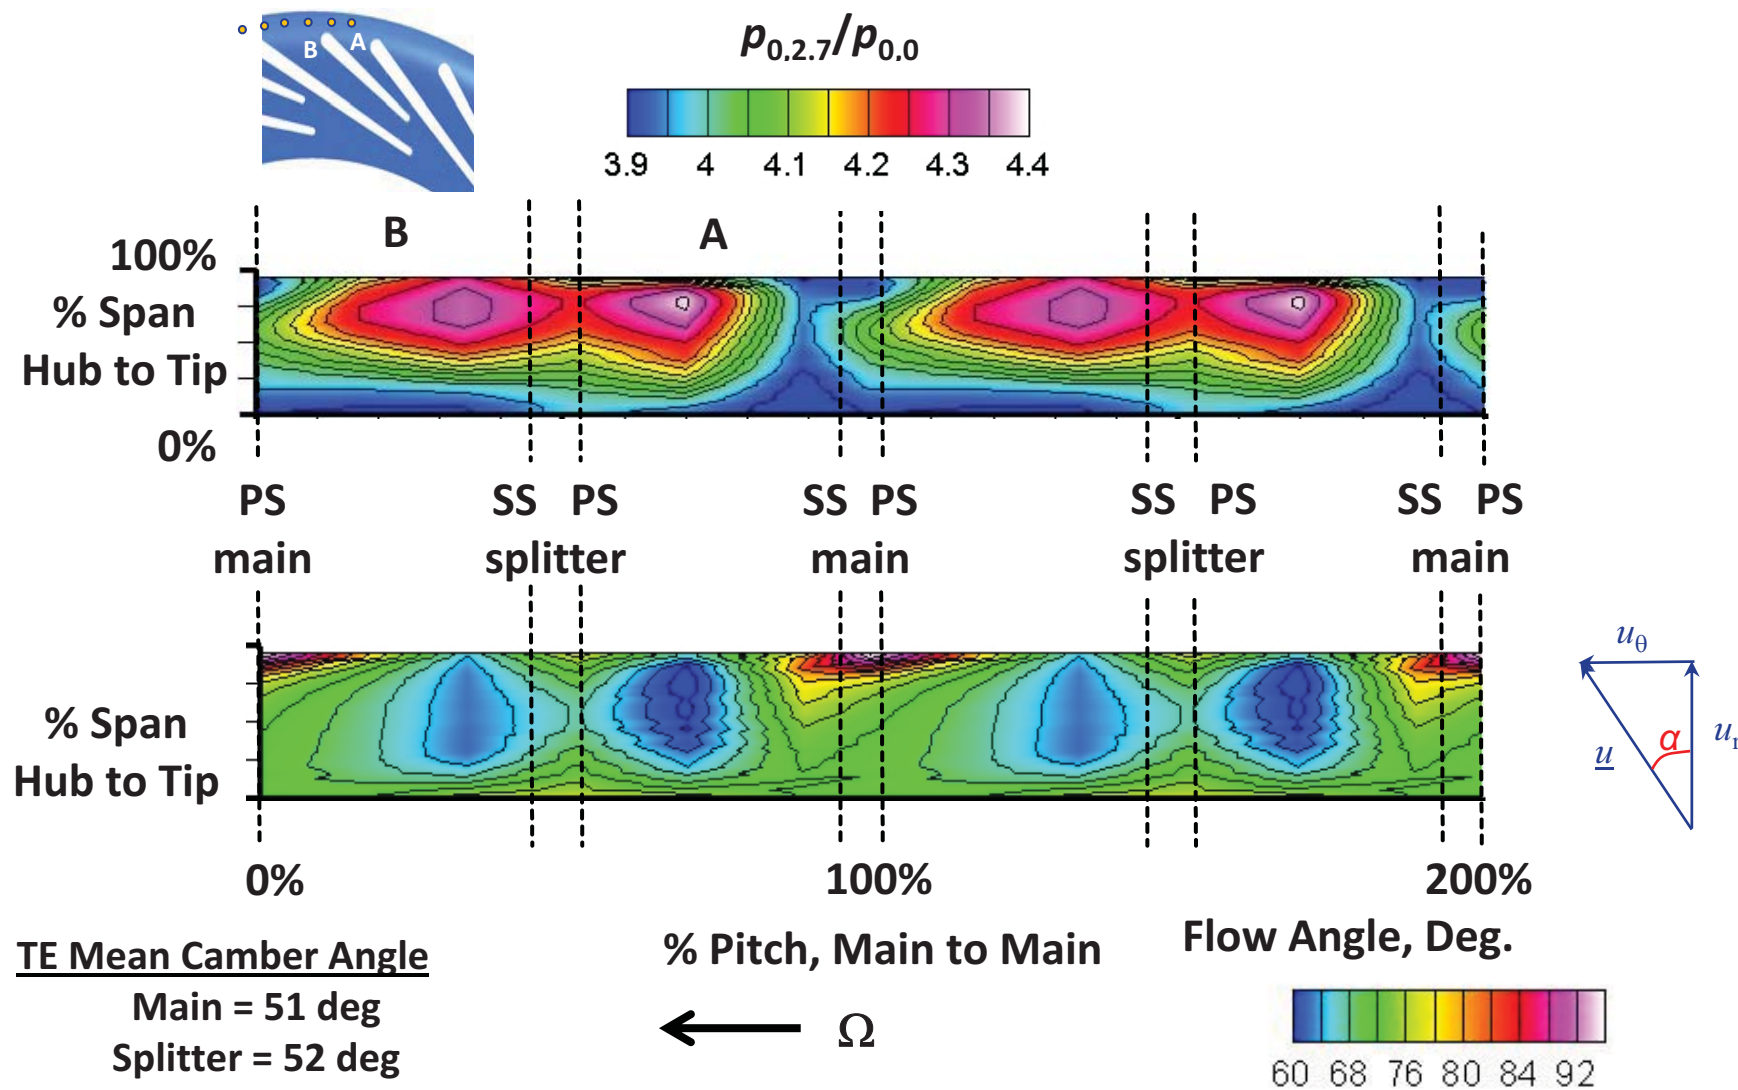 B A
p0,2.7/p0,0
3.9 4 4.1 4.2 4.3 4.4
B A
100%
% Span
Hub to Tip
0%
PS SS PS SS PS SS PS SS PS
main splitter main splitter main
% Span
Hub to Tip
uθ
α
u
ur
0% 100% 200%
% Pitch, Main to Main
Flow Angle, Deg.
TE Mean Camber Angle
Main = 51 deg
Splitter = 52 deg
Ω
60 68 76 80 84 92